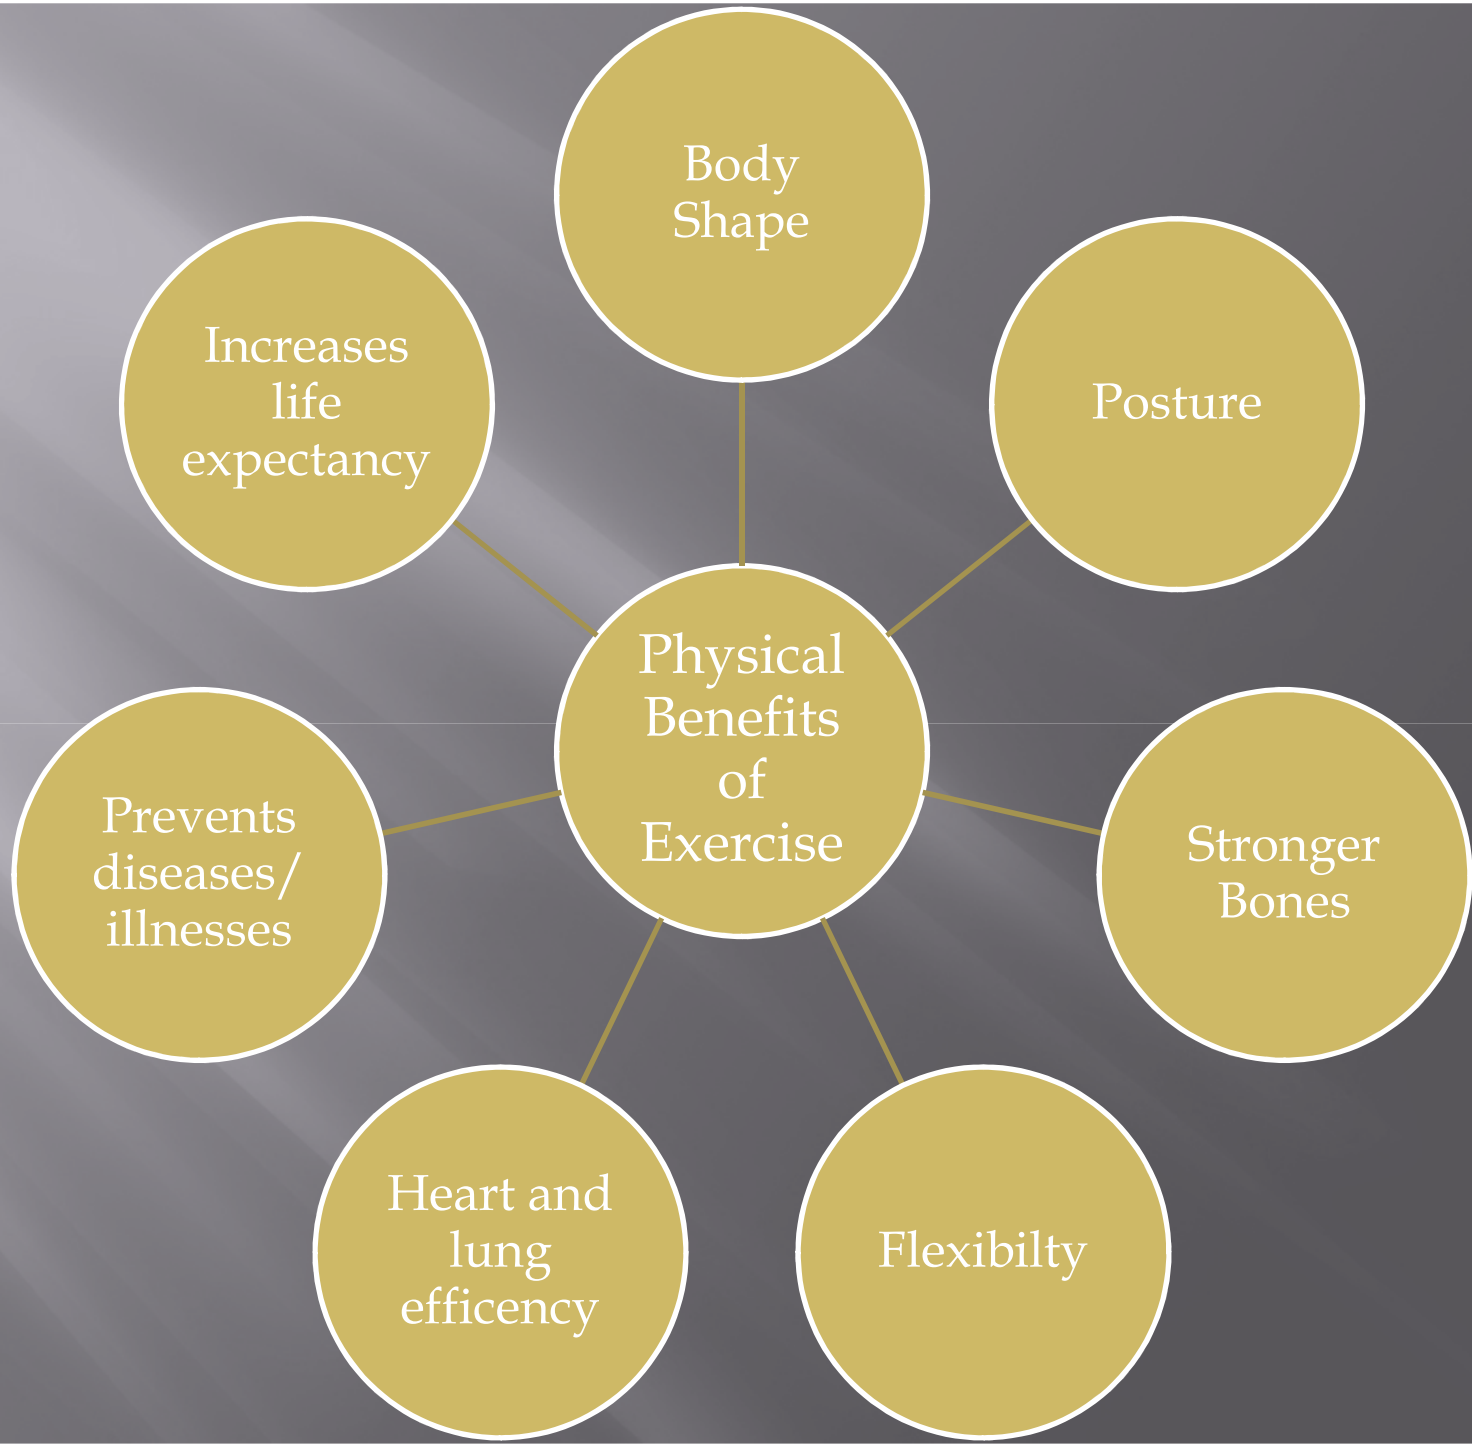 Body
Shape
Increases
life
expectancy
Posture
Physical
Benefits
of
Exercise
Prevents
diseases/
illnesses
Stronger
Bones
Heart and
lung
efficency
Flexibilty